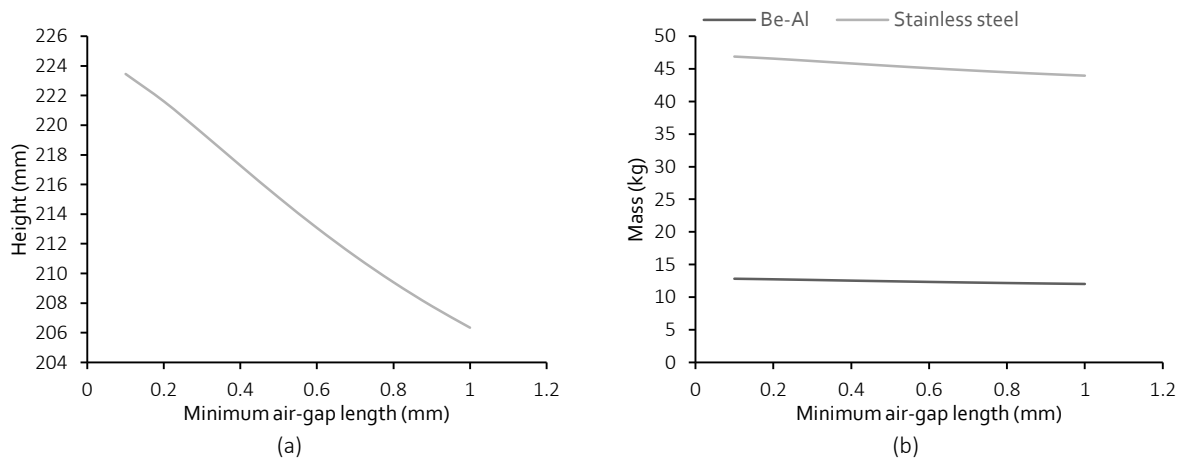 226
224
222
220
218
216
214
212
210
208
206
204
Height (mm)
0 0.2 0.4 0.6 0.8 1 1.2
Minimum air-gap length (mm)
(a)
Be-Al Stainless steel
50
45
40
35
30
25
20
15
10
5
0
Mass (kg)
0 0.2 0.4 0.6 0.8 1 1.2
Minimum air-gap length (mm)
(b)